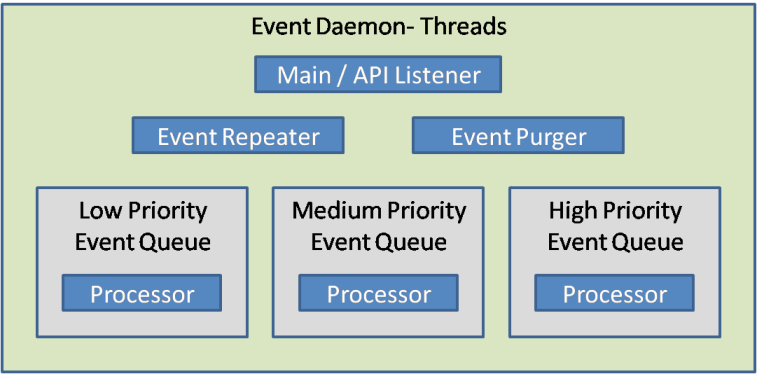 Event Daemon- Threads
Main / API Listener
Event Repeater
Event Purger
Low Priority
Event Queue
Processor
Medium Priority
Event Queue
Processor
High Priority
Event Queue
Processor